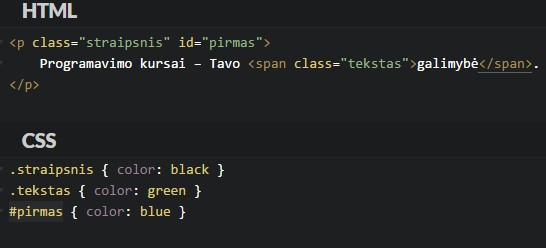 HTML
<p class="straipsnis" id="pirmas">
Programavimo kursai – Tavo <span class="tekstas">galimybė</span>.
</p>
CSS
.straipsnis { color: black }
.tekstas { color: green }
#pirmas { color: blue }